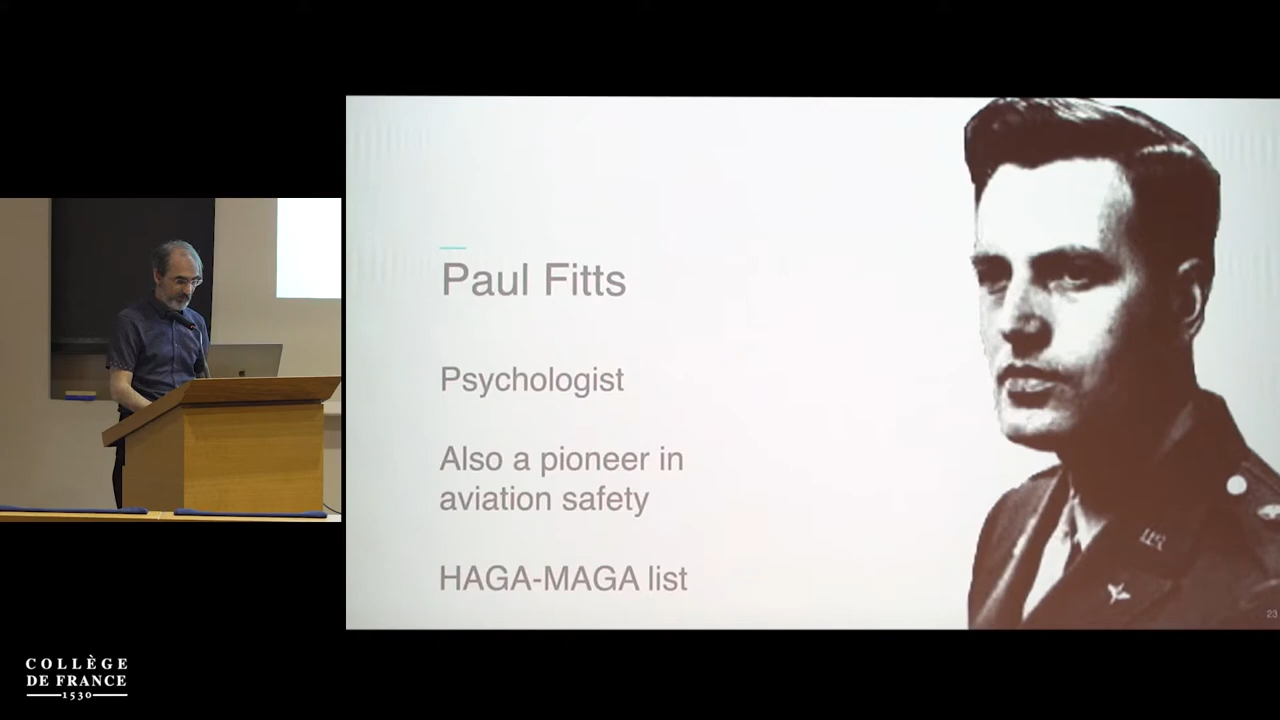 Paul Fitts
Psychologist
Also a pioneer in
aviation safety
HAGA-MAGA list
U.S.
23
COLLÈGE
DE FRANCE
1530